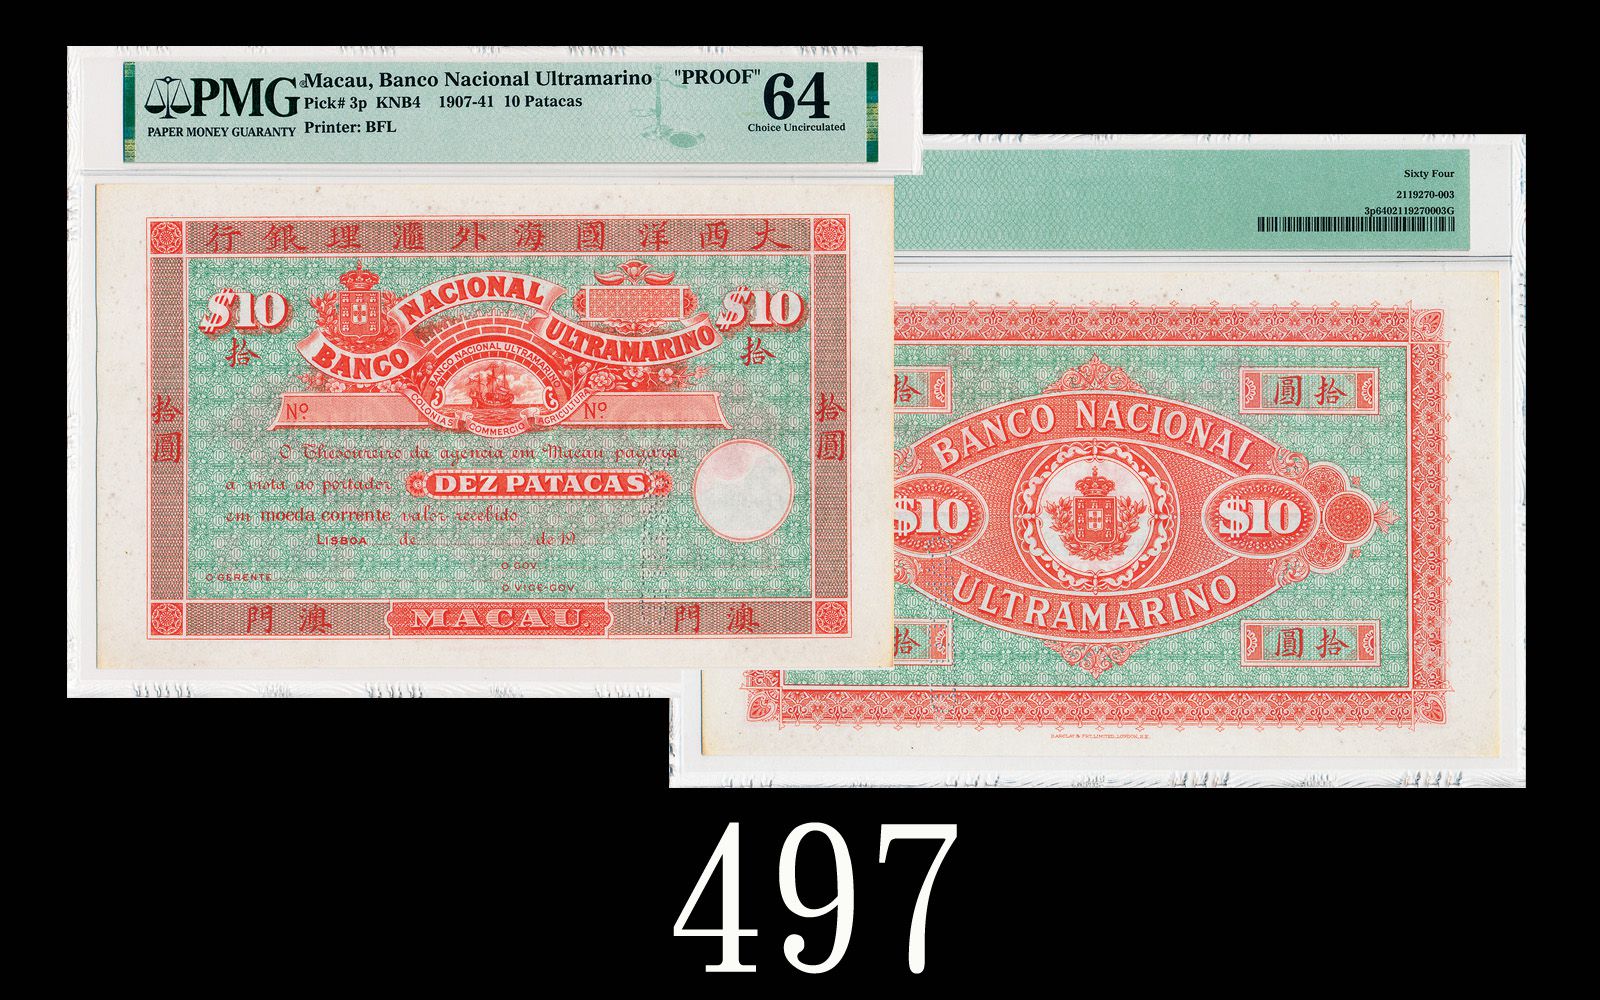 PMG
PAPER MONEY GUARANTY
Macau, Banco Nacional Ultramarino
Pick# 3p KNB4 1907-41 10 Patacas
Printer: BFL
"PROOF" 64
Choice Uncirculated
Sixty Four
2119270-003
3p6402119270003G
行銀理滙外海國洋西大
$10
拾
BANCO NACIONAL ULTRAMARINO
$10
拾
BANCO NACIONAL ULTRAMARINO
COLONIAS COMMERCIO AGRICULTURA
Nº
Nº
拾圓
拾圓
O Thesoureiro da agencia em Macau pagará
á vista ao portador DEZ PATACAS
em moeda corrente valor recebido
LISBOA de de 19
O GOV.
O GERENTE
O VICE-GOV.
門澳
MACAU
門澳
拾
圓拾
BANCO NACIONAL
$10
$10
ULTRAMARINO
拾
圓拾
BARCLAY & FRY, LIMITED, LONDON, S.E.
497